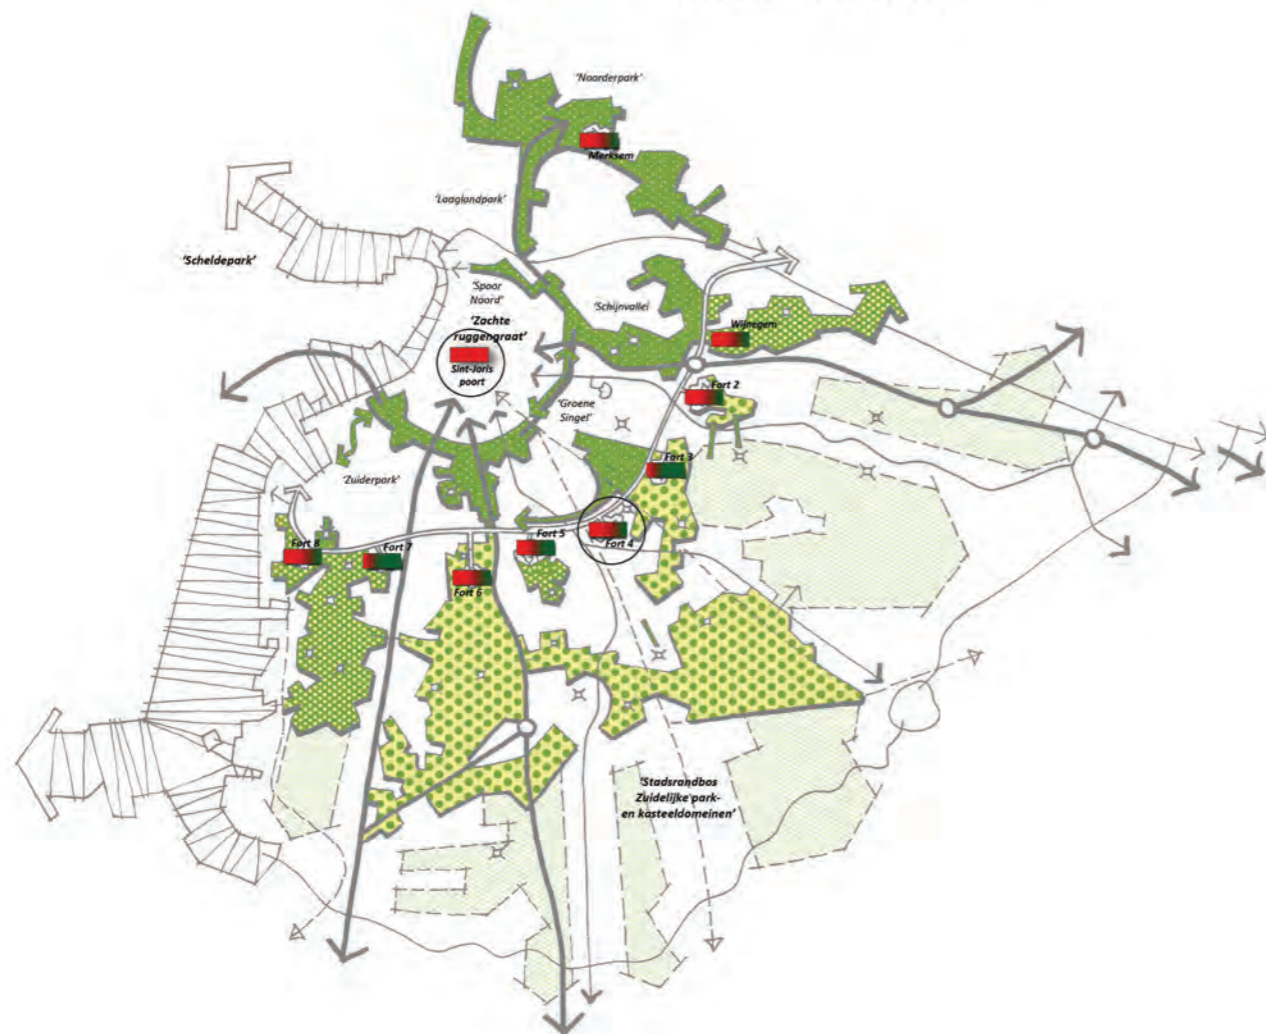 'Noorderpark'
Merksem
'Laaglandpark'
'Scheldepark'
'Spoor
Noord'
'Schijnvallei
'Zachte
ruggengraat'
Wijnegem
Sint-Joris
poort
Fort 2
'Groene
Singel'
Fort 3
'Zuiderpark'
Fort 8
Fort 7
Fort 5
Fort 4
Fort 6
'Stadsrandbos
Zuidelijke park-
en kasteeldomeinen'